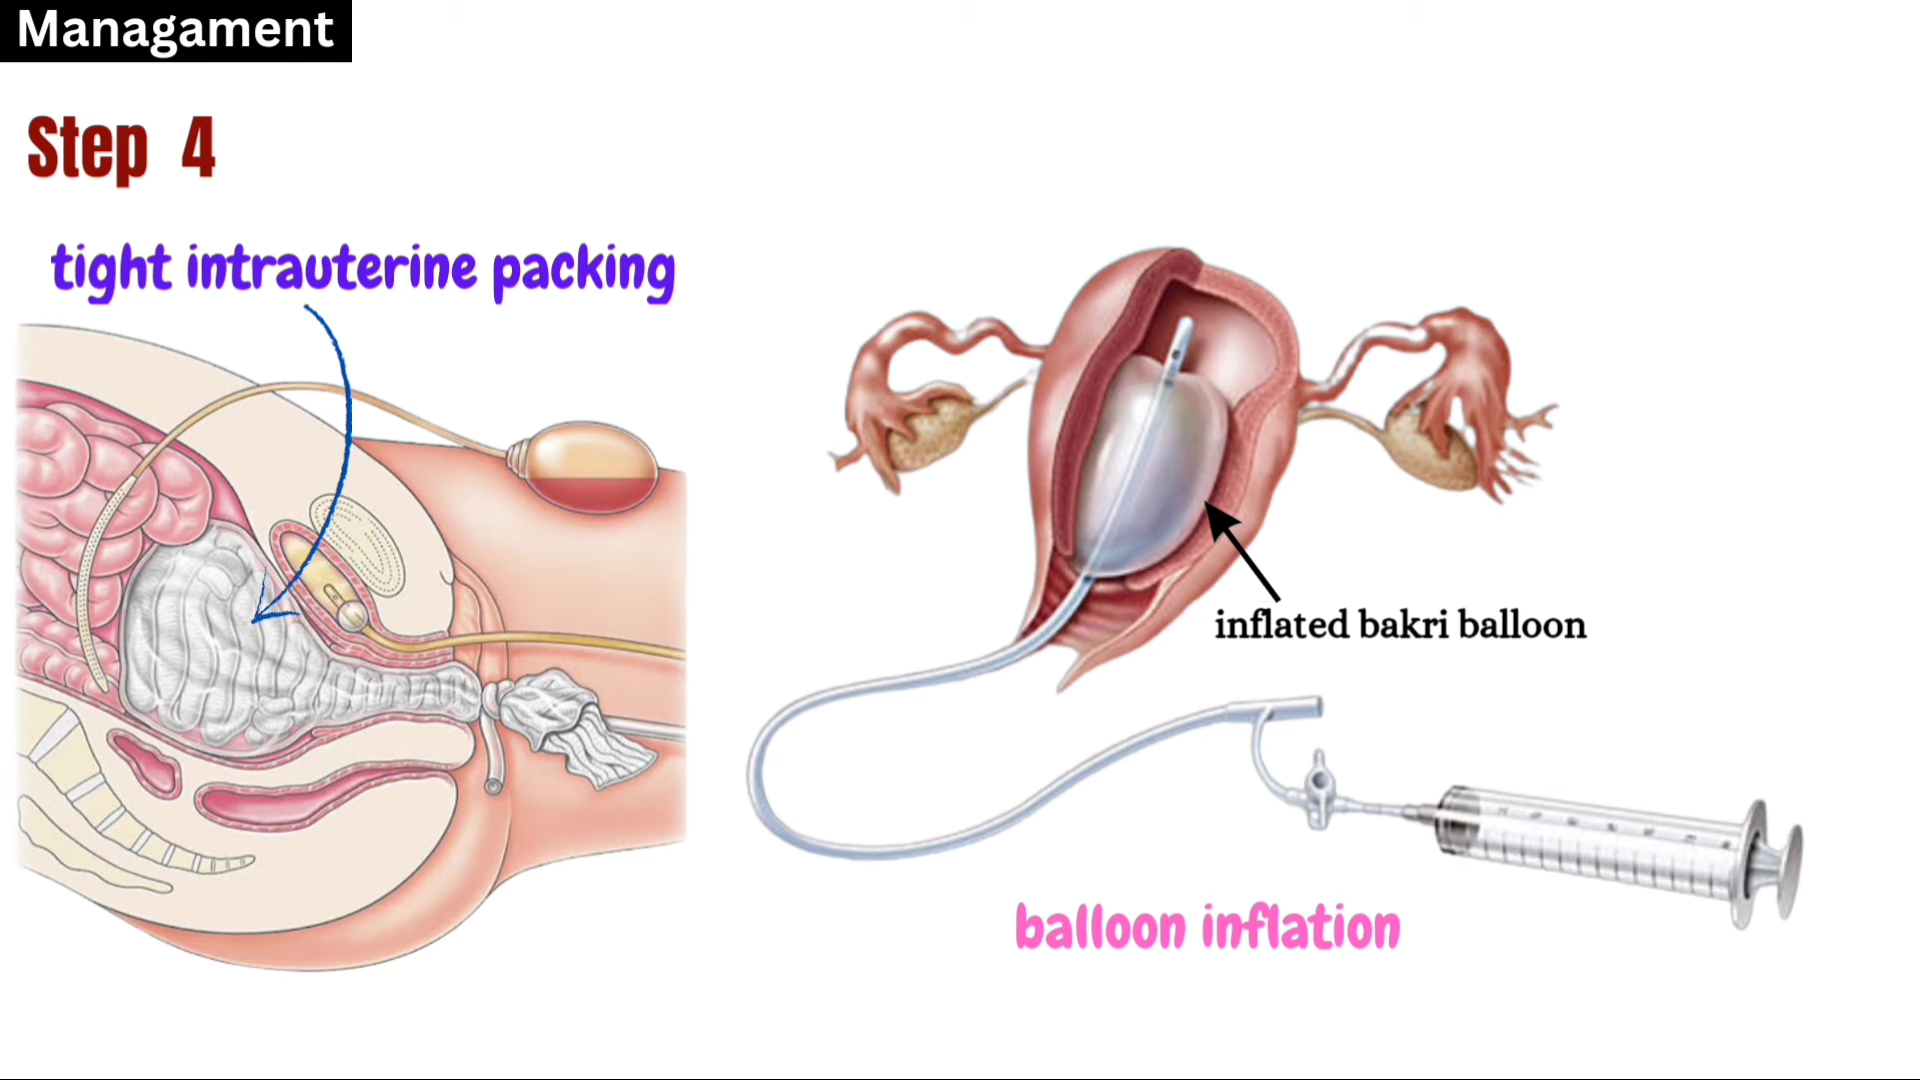 Managament
Step 4
tight intrauterine packing
inflated bakri balloon
balloon inflation